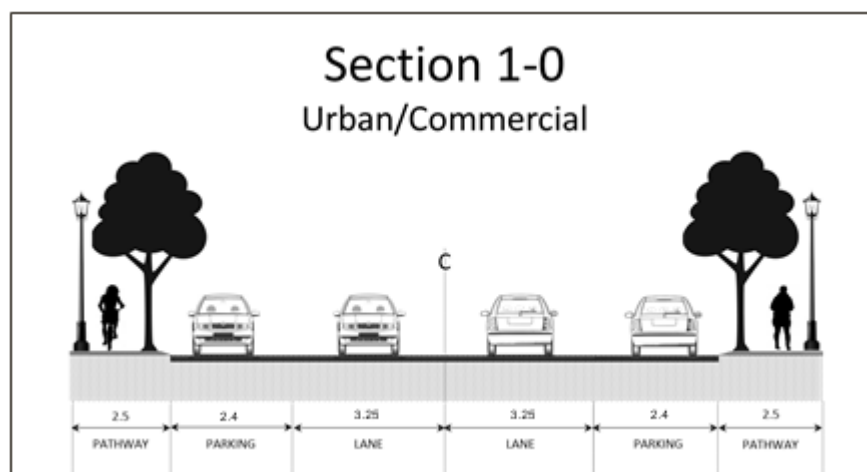 Section 1-0
Urban/Commercial
C
2.5 2.4 3.25 3.25 2.4 2.5
PATHWAY PARKING LANE LANE PARKING PATHWAY